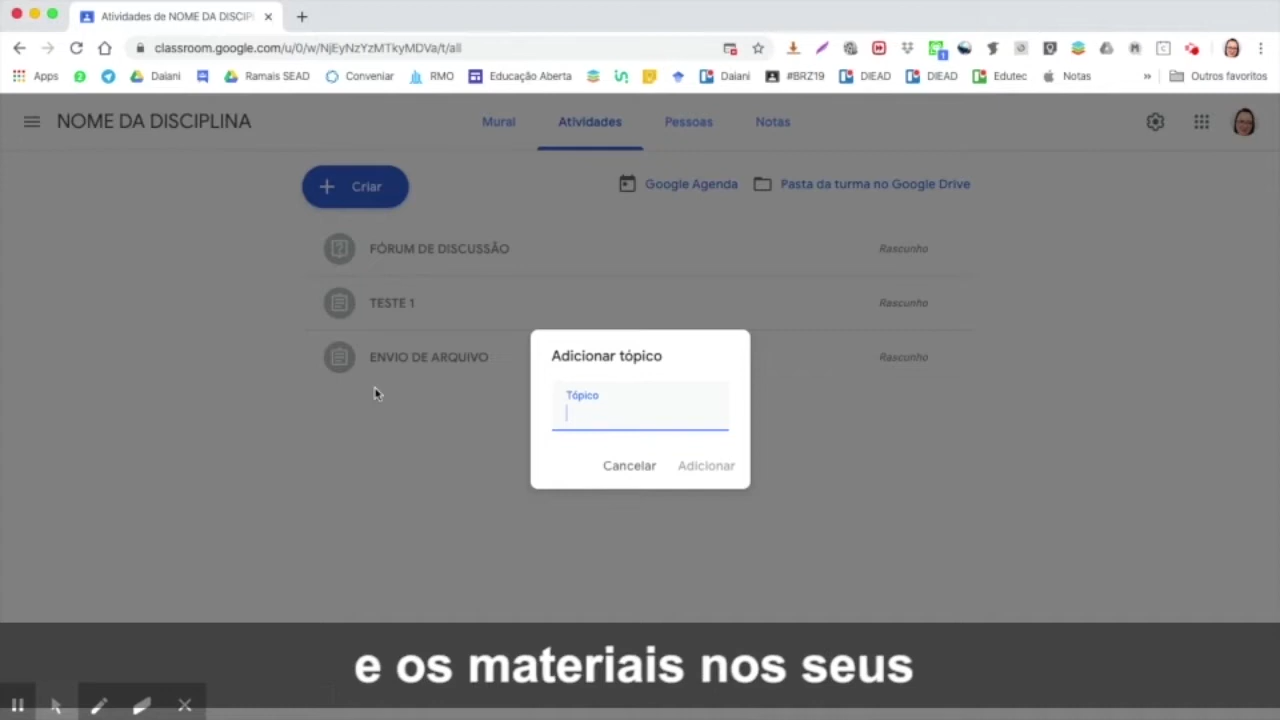 Atividades de NOME DA DISCIPL
classroom.google.com/u/0/w/NjEyNzYzMTkyMDVa/t/all
Apps Daiani Ramais SEAD Conveniar RMO Educação Aberta Daiani #BRZ19 DIEAD DIEAD Edutec Notas » Outros favoritos
NOME DA DISCIPLINA Mural Atividades Pessoas Notas
+ Criar Google Agenda Pasta da turma no Google Drive
FÓRUM DE DISCUSSÃO Rascunho
TESTE 1 Rascunho
ENVIO DE ARQUIVO Rascunho
Adicionar tópico
Tópico
Cancelar Adicionar
e os materiais nos seus